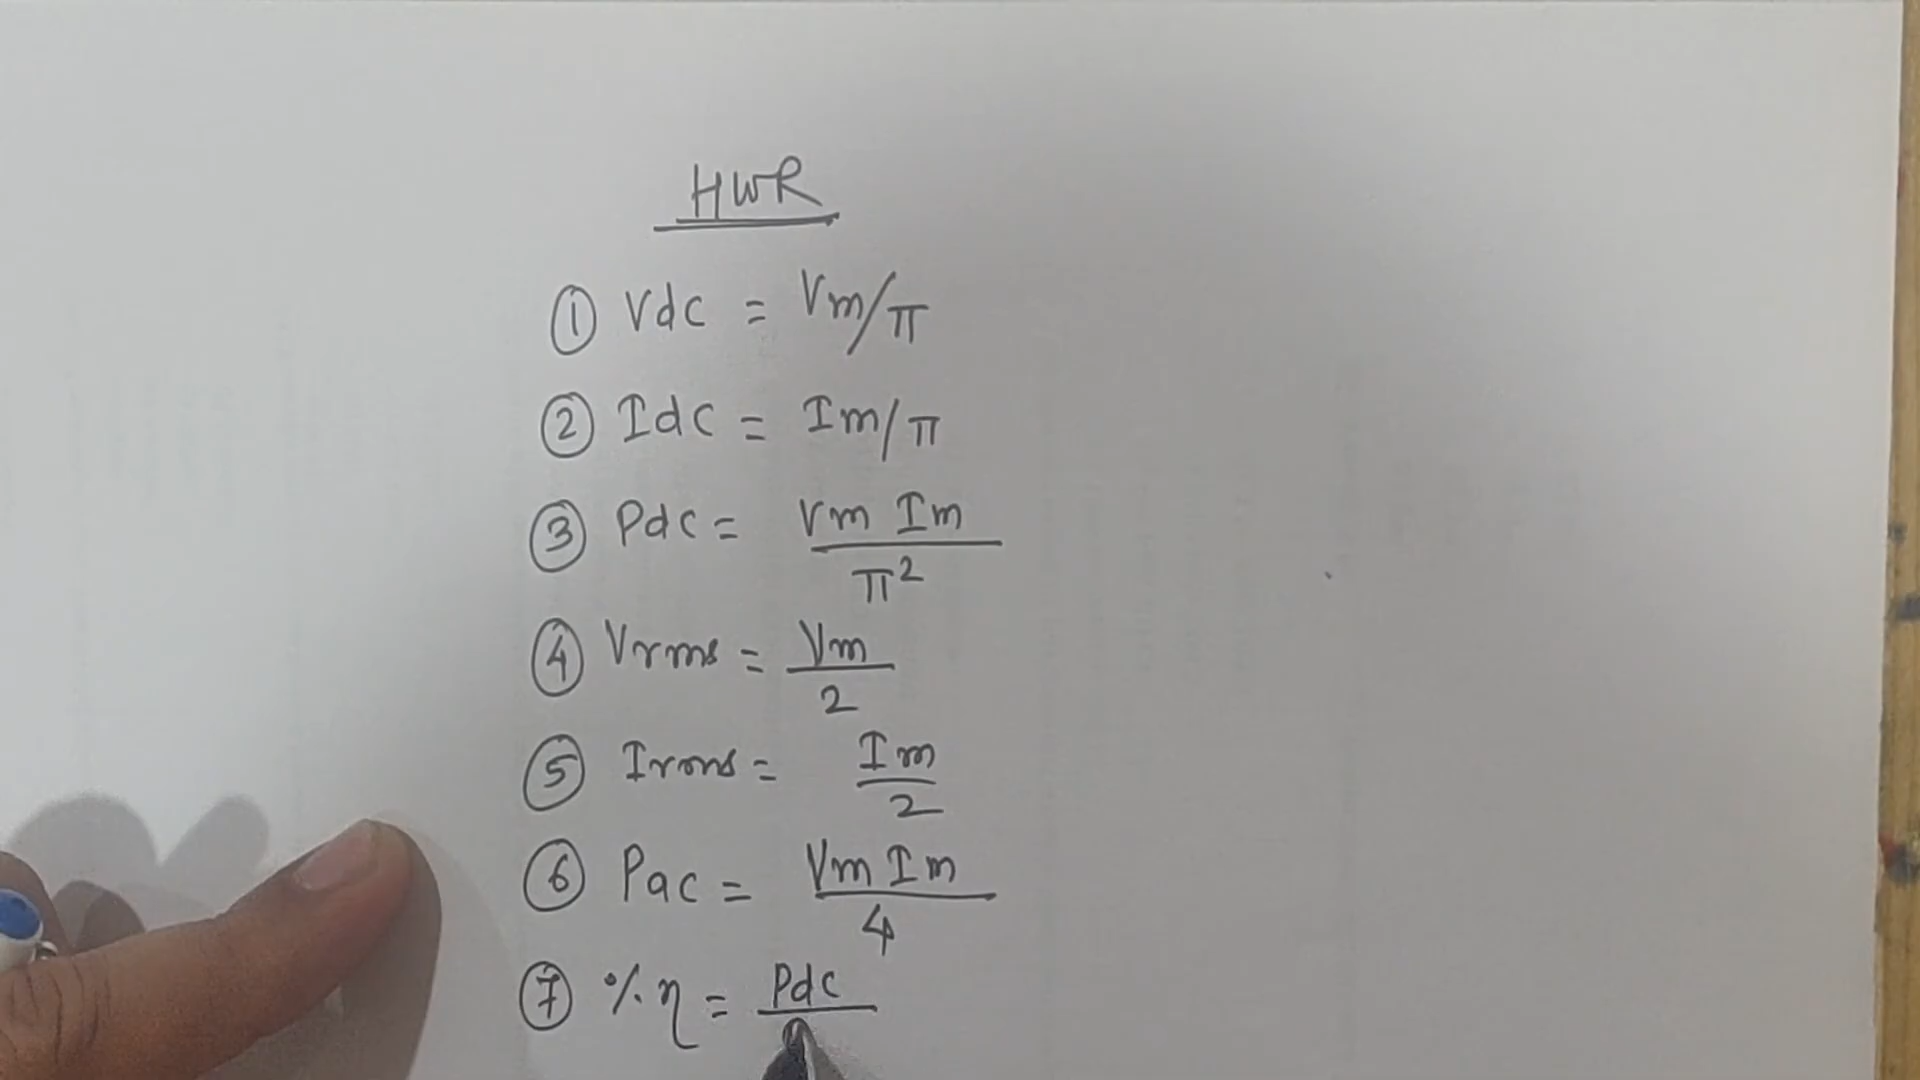 HWR
① Vdc = Vm/π
② Idc = Im/π
③ Pdc = Vm Im / π²
④ Vrms = Vm / 2
⑤ Irms = Im / 2
⑥ Pac = Vm Im / 4
⑦ % η = Pdc /